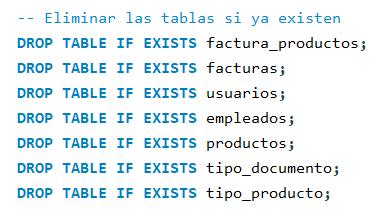 -- Eliminar las tablas si ya existen
DROP TABLE IF EXISTS factura_productos;
DROP TABLE IF EXISTS facturas;
DROP TABLE IF EXISTS usuarios;
DROP TABLE IF EXISTS empleados;
DROP TABLE IF EXISTS productos;
DROP TABLE IF EXISTS tipo_documento;
DROP TABLE IF EXISTS tipo_producto;